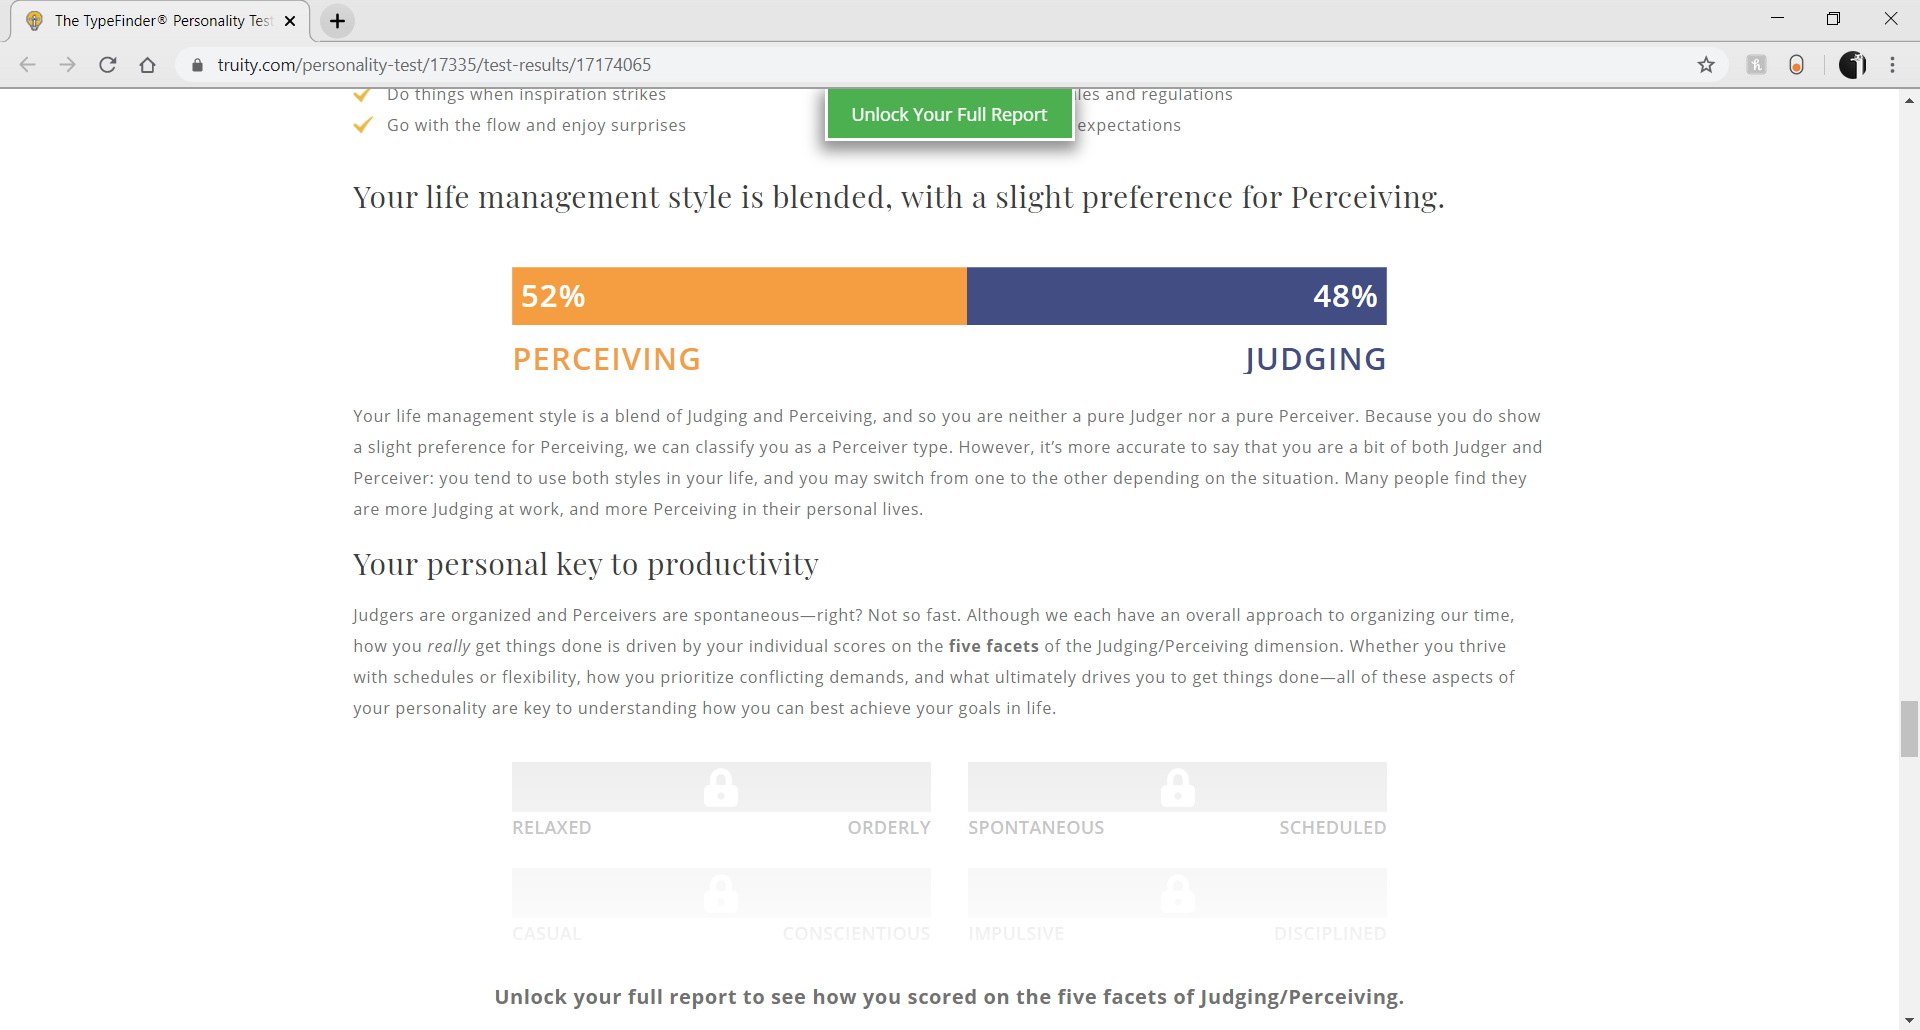 The TypeFinder® Personality Test
truity.com/personality-test/17335/test-results/17174065
Do things when inspiration strikes
and regulations
Go with the flow and enjoy surprises
expectations
Unlock Your Full Report
Your life management style is blended, with a slight preference for Perceiving.
52%
48%
PERCEIVING
JUDGING
Your life management style is a blend of Judging and Perceiving, and so you are neither a pure Judger nor a pure Perceiver. Because you do show
a slight preference for Perceiving, we can classify you as a Perceiver type. However, it's more accurate to say that you are a bit of both Judger and
Perceiver: you tend to use both styles in your life, and you may switch from one to the other depending on the situation. Many people find they
are more Judging at work, and more Perceiving in their personal lives.
Your personal key to productivity
Judgers are organized and Perceivers are spontaneous—right? Not so fast. Although we each have an overall approach to organizing our time,
how you really get things done is driven by your individual scores on the five facets of the Judging/Perceiving dimension. Whether you thrive
with schedules or flexibility, how you prioritize conflicting demands, and what ultimately drives you to get things done—all of these aspects of
your personality are key to understanding how you can best achieve your goals in life.
RELAXED ORDERLY SPONTANEOUS SCHEDULED
CASUAL CONSCIENTIOUS IMPULSIVE DISCIPLINED
Unlock your full report to see how you scored on the five facets of Judging/Perceiving.